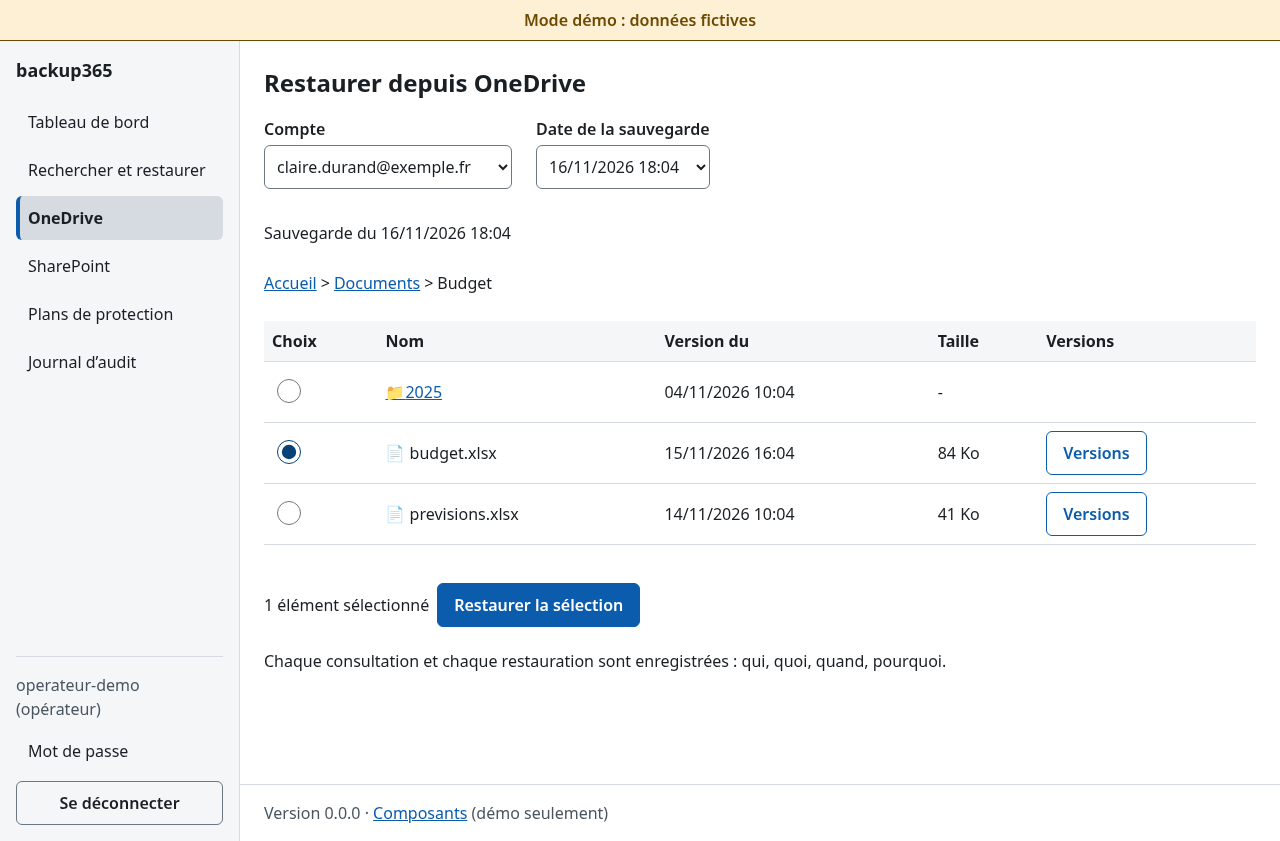 Mode démo : données fictives
backup365
Tableau de bord
Rechercher et restaurer
OneDrive
SharePoint
Plans de protection
Journal d’audit
operateur-demo
(opérateur)
Mot de passe
Se déconnecter
Restaurer depuis OneDrive
Compte Date de la sauvegarde
claire.durand@exemple.fr 16/11/2026 18:04
Sauvegarde du 16/11/2026 18:04
Accueil > Documents > Budget
Choix Nom Version du Taille Versions
2025 04/11/2026 10:04 -
budget.xlsx 15/11/2026 16:04 84 Ko Versions
previsions.xlsx 14/11/2026 10:04 41 Ko Versions
1 élément sélectionné Restaurer la sélection
Chaque consultation et chaque restauration sont enregistrées : qui, quoi, quand, pourquoi.
Version 0.0.0 · Composants (démo seulement)